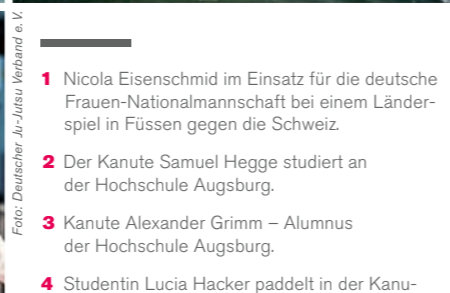 Foto: Deutscher Ju-Jutsu Verband e. V.
1 Nicola Eisenschmid im Einsatz für die deutsche
Frauen-Nationalmannschaft bei einem Länder-
spiel in Füssen gegen die Schweiz.
2 Der Kanute Samuel Hegge studiert an
der Hochschule Augsburg.
3 Kanute Alexander Grimm – Alumnus
der Hochschule Augsburg.
4 Studentin Lucia Hacker paddelt in der Kanu-